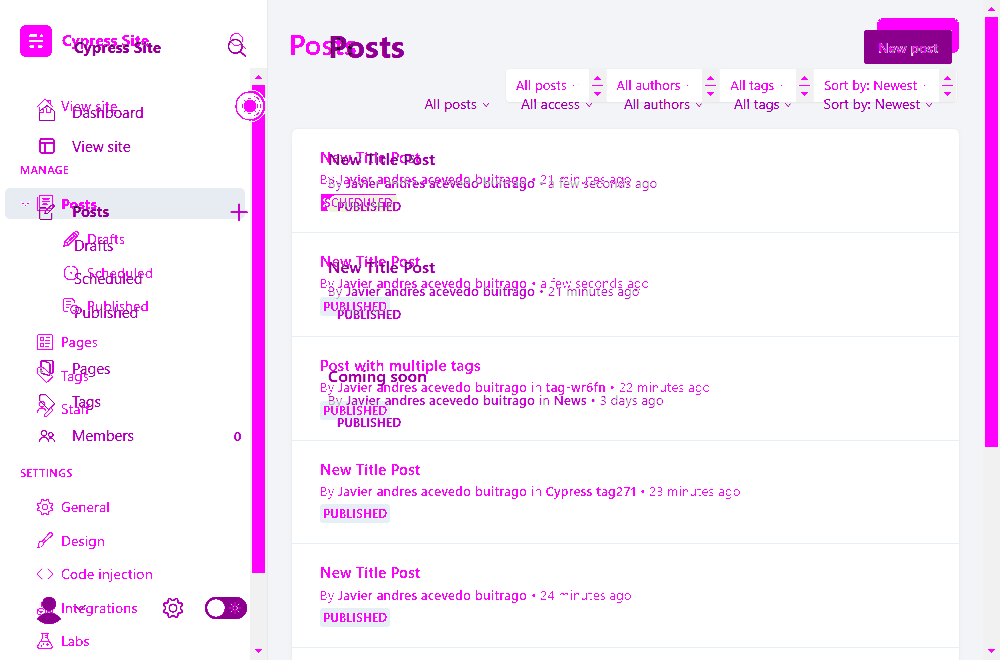 Cypress Site
Cypress Site
View site
Dashboard
View site
MANAGE
Posts
Posts
Drafts
Drafts
Scheduled
Scheduled
Published
Published
Pages
Pages
Tags
Tags
Staff
Members 0
SETTINGS
General
Design
Code injection
Integrations
Labs
Posts
Posts
New post
All posts All authors All tags Sort by: Newest
All posts All access All authors All tags Sort by: Newest
New Title Post
New Title Post
By Javier andres acevedo buitrago • 21 minutes ago
By Javier andres acevedo buitrago • a few seconds ago
SCHEDULED
PUBLISHED
New Title Post
New Title Post
By Javier andres acevedo buitrago • a few seconds ago
By Javier andres acevedo buitrago • 21 minutes ago
PUBLISHED
PUBLISHED
Post with multiple tags
Coming soon
By Javier andres acevedo buitrago in tag-wr6fn • 22 minutes ago
By Javier andres acevedo buitrago in News • 3 days ago
PUBLISHED
PUBLISHED
New Title Post
By Javier andres acevedo buitrago in Cypress tag271 • 23 minutes ago
PUBLISHED
New Title Post
By Javier andres acevedo buitrago • 24 minutes ago
PUBLISHED